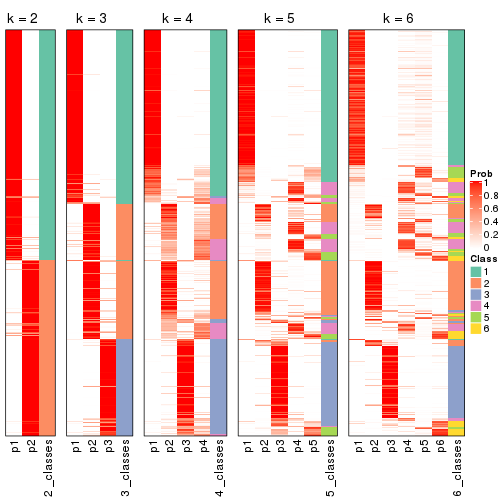 k = 2
k = 3
k = 4
k = 5
k = 6
Prob
1
0.8
0.6
0.4
0.2
0
Class
1
2
3
4
5
6
p1
p2
2_classes
p1
p2
p3
3_classes
p1
p2
p3
p4
4_classes
p1
p2
p3
p4
p5
5_classes
p1
p2
p3
p4
p5
p6
6_classes